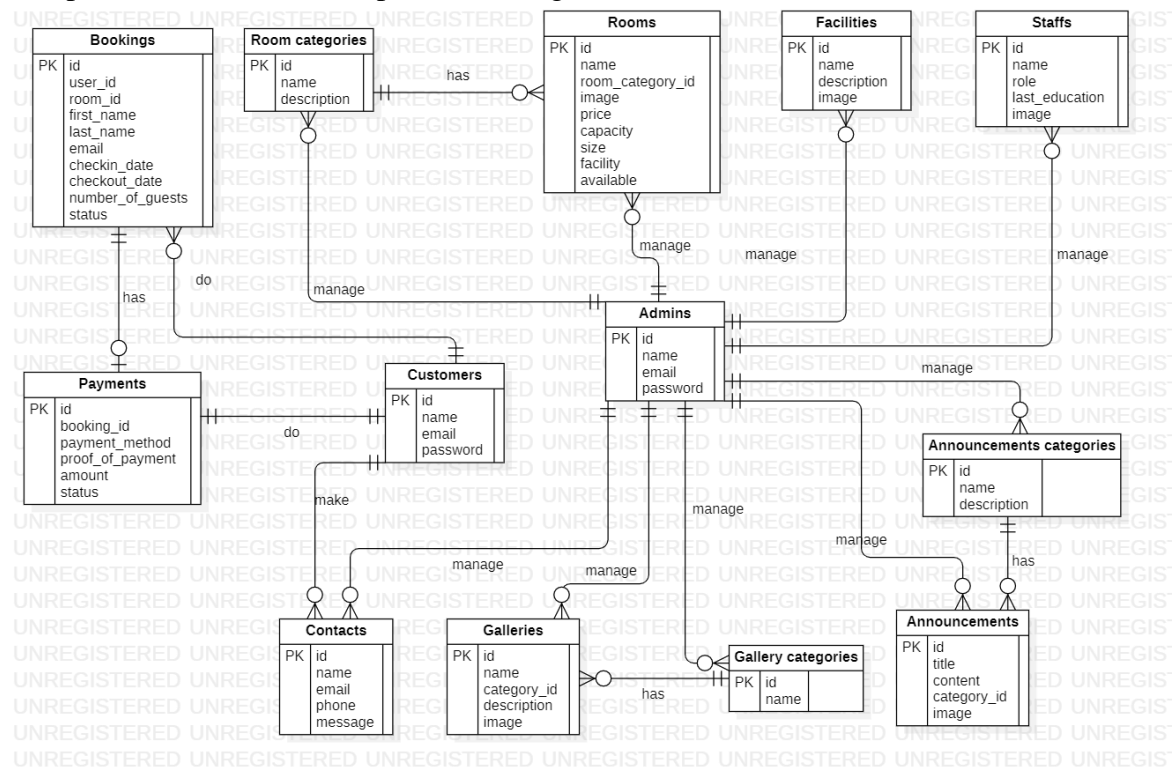 Bookings
PK id
user_id
room_id
first_name
last_name
email
checkin_date
checkout_date
number_of_guests
status
Room categories
PK id
name
description
has
Rooms
PK id
name
room_category_id
image
price
capacity
size
facility
available
Facilities
PK id
name
description
image
Staffs
PK id
name
role
last_education
image
manage
manage
manage
do
manage
has
Admins
PK id
name
email
password
Payments
PK id
booking_id
payment_method
proof_of_payment
amount
status
do
Customers
PK id
name
email
password
manage
Announcements categories
PK id
name
description
make
manage
manage
has
manage
manage
Contacts
PK id
name
email
phone
message
Galleries
PK id
name
category_id
description
image
has
Gallery categories
PK id
name
Announcements
PK id
title
content
category_id
image
UNREGISTERED